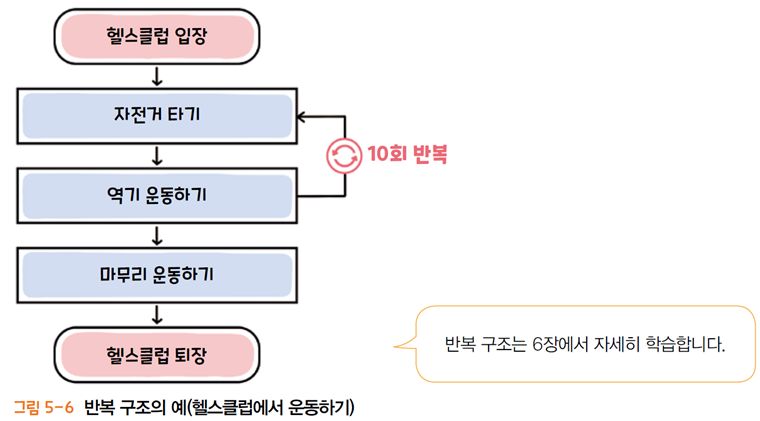 헬스클럽 입장
자전거 타기
10회 반복
역기 운동하기
마무리 운동하기
헬스클럽 퇴장
반복 구조는 6장에서 자세히 학습합니다.
그림 5-6 반복 구조의 예(헬스클럽에서 운동하기)